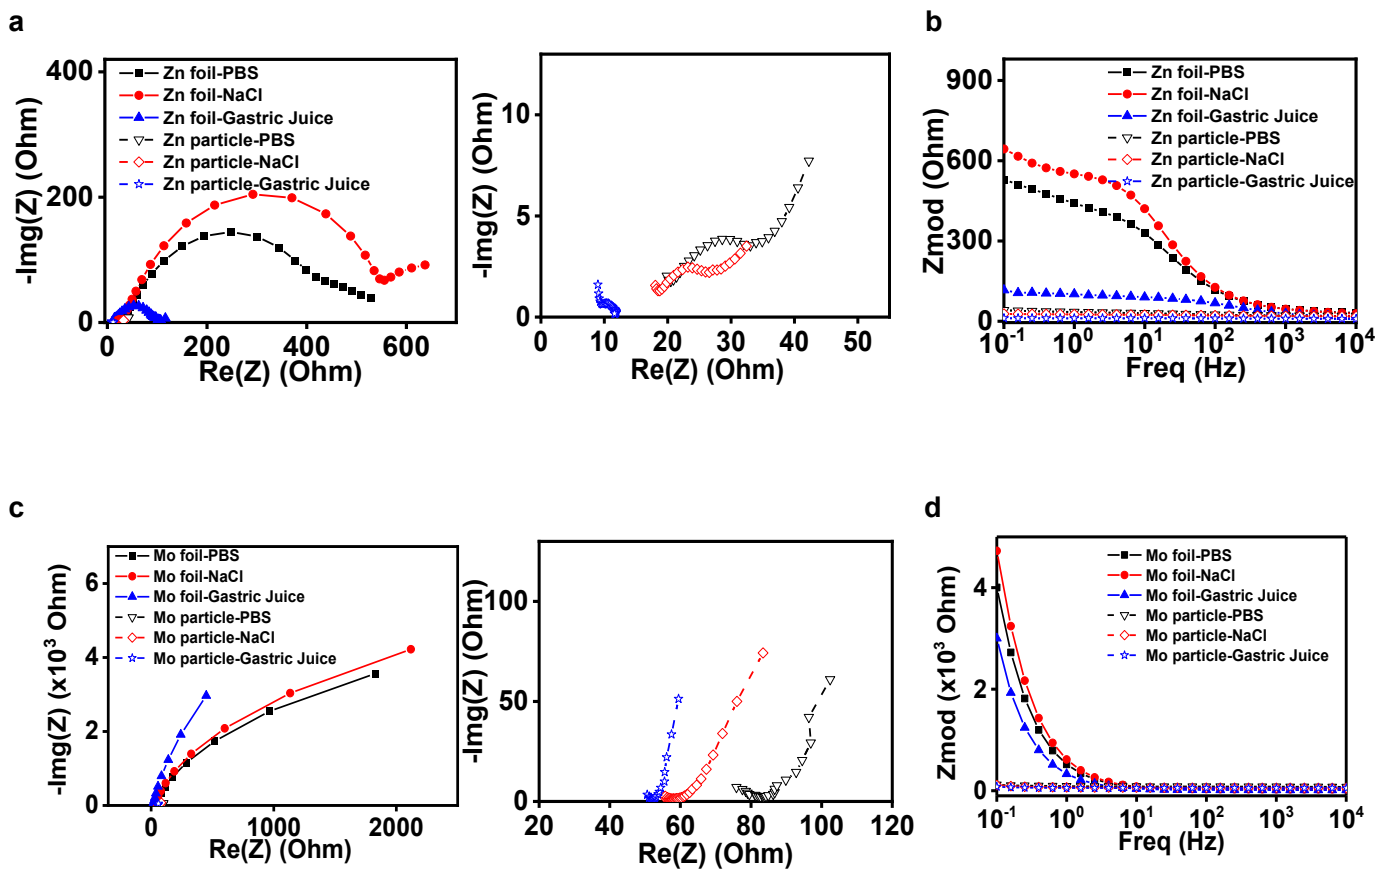 a
-Img(Z) (Ohm)
400
200
0
Zn foil-PBS
Zn foil-NaCl
Zn foil-Gastric Juice
Zn particle-PBS
Zn particle-NaCl
Zn particle-Gastric Juice
0 200 400 600
Re(Z) (Ohm)
-Img(Z) (Ohm)
10
5
0
0 10 20 30 40 50
Re(Z) (Ohm)
b
Zmod (Ohm)
900
600
300
0
Zn foil-PBS
Zn foil-NaCl
Zn foil-Gastric Juice
Zn particle-PBS
Zn particle-NaCl
Zn particle-Gastric Juice
10⁻¹ 10⁰ 10¹ 10² 10³ 10⁴
Freq (Hz)
c
-Img(Z) (x10³ Ohm)
6
4
2
0
Mo foil-PBS
Mo foil-NaCl
Mo foil-Gastric Juice
Mo particle-PBS
Mo particle-NaCl
Mo particle-Gastric Juice
0 1000 2000
Re(Z) (Ohm)
-Img(Z) (Ohm)
100
50
0
20 40 60 80 100 120
Re(Z) (Ohm)
d
Zmod (x10³ Ohm)
4
2
0
Mo foil-PBS
Mo foil-NaCl
Mo foil-Gastric Juice
Mo particle-PBS
Mo particle-NaCl
Mo particle-Gastric Juice
10⁻¹ 10⁰ 10¹ 10² 10³ 10⁴
Freq (Hz)